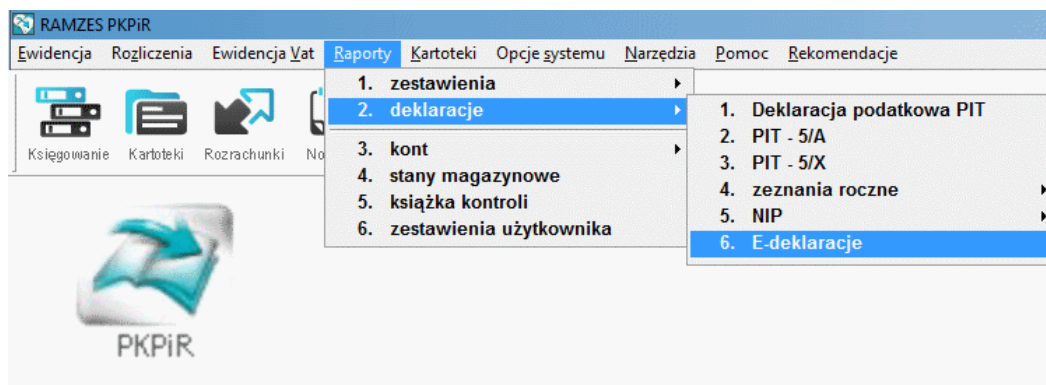 RAMZES PKPiR
Ewidencja Rozliczenia Ewidencja Vat Raporty Kartoteki Opcje systemu Narzędzia Pomoc Rekomendacje
1. zestawienia
2. deklaracje
3. kont
4. stany magazynowe
5. książka kontroli
6. zestawienia użytkownika
1. Deklaracja podatkowa PIT
2. PIT - 5/A
3. PIT - 5/X
4. zeznania roczne
5. NIP
6. E-deklaracje
Księgowanie Kartoteki Rozrachunki No
PKPiR